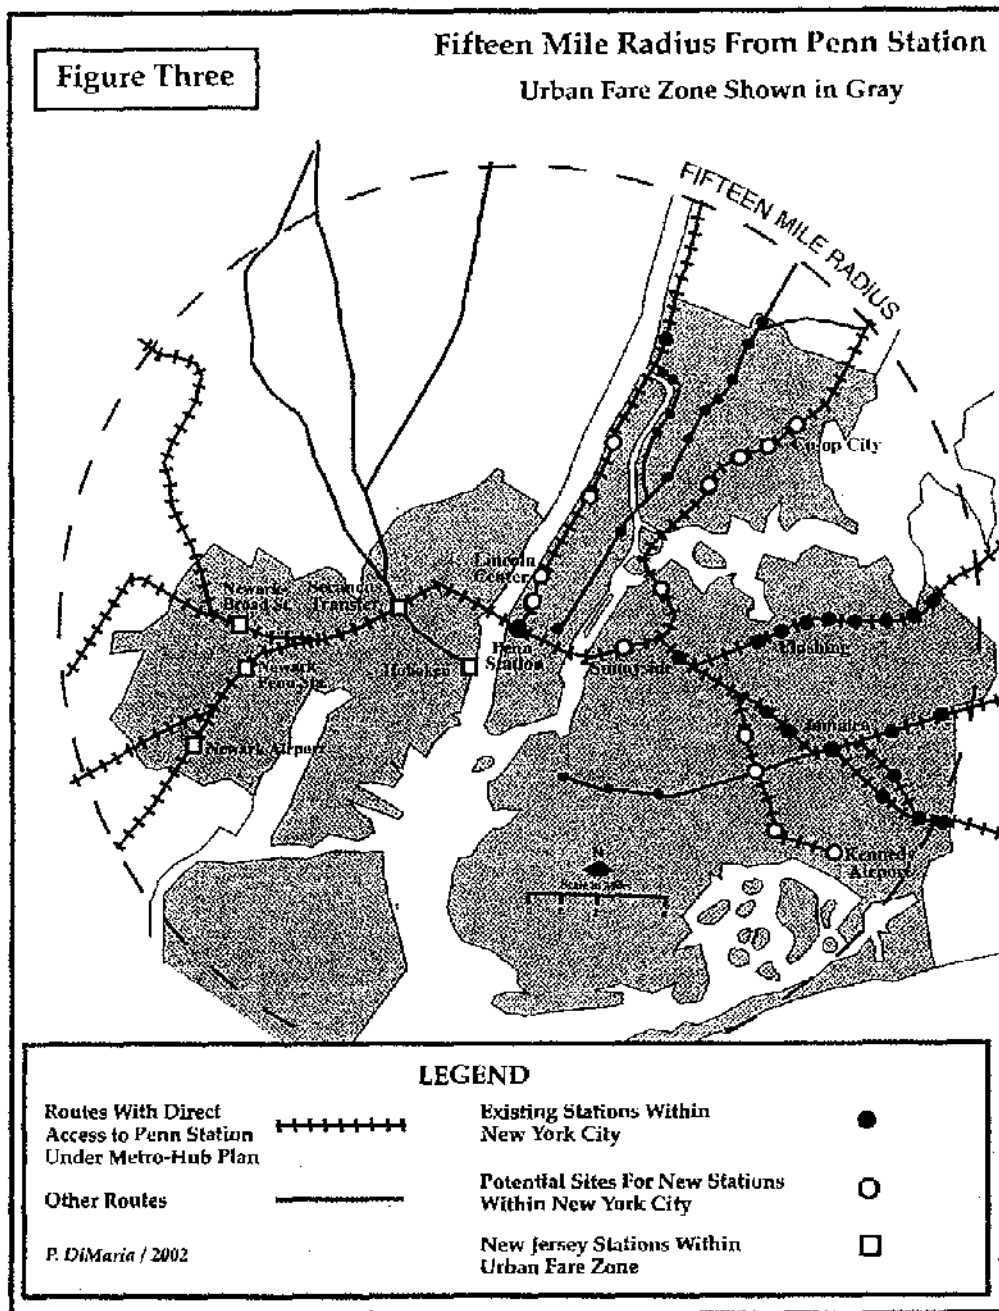 Figure Three
Fifteen Mile Radius From Penn Station
Urban Fare Zone Shown in Gray
FIFTEEN MILE RADIUS
Co-op City
Lincoln
Center
Newark-
Broad St.
Secaucus
Transfer
Penn
Station
Hoboken
Newark
Penn Sta.
Newark Airport
Sunnyside
Flushing
Jamaica
Kennedy
Airport
N
LEGEND
Routes With Direct
Access to Penn Station
Under Metro-Hub Plan
Other Routes
P. DiMaria / 2002
Existing Stations Within
New York City
Potential Sites For New Stations
Within New York City
New Jersey Stations Within
Urban Fare Zone